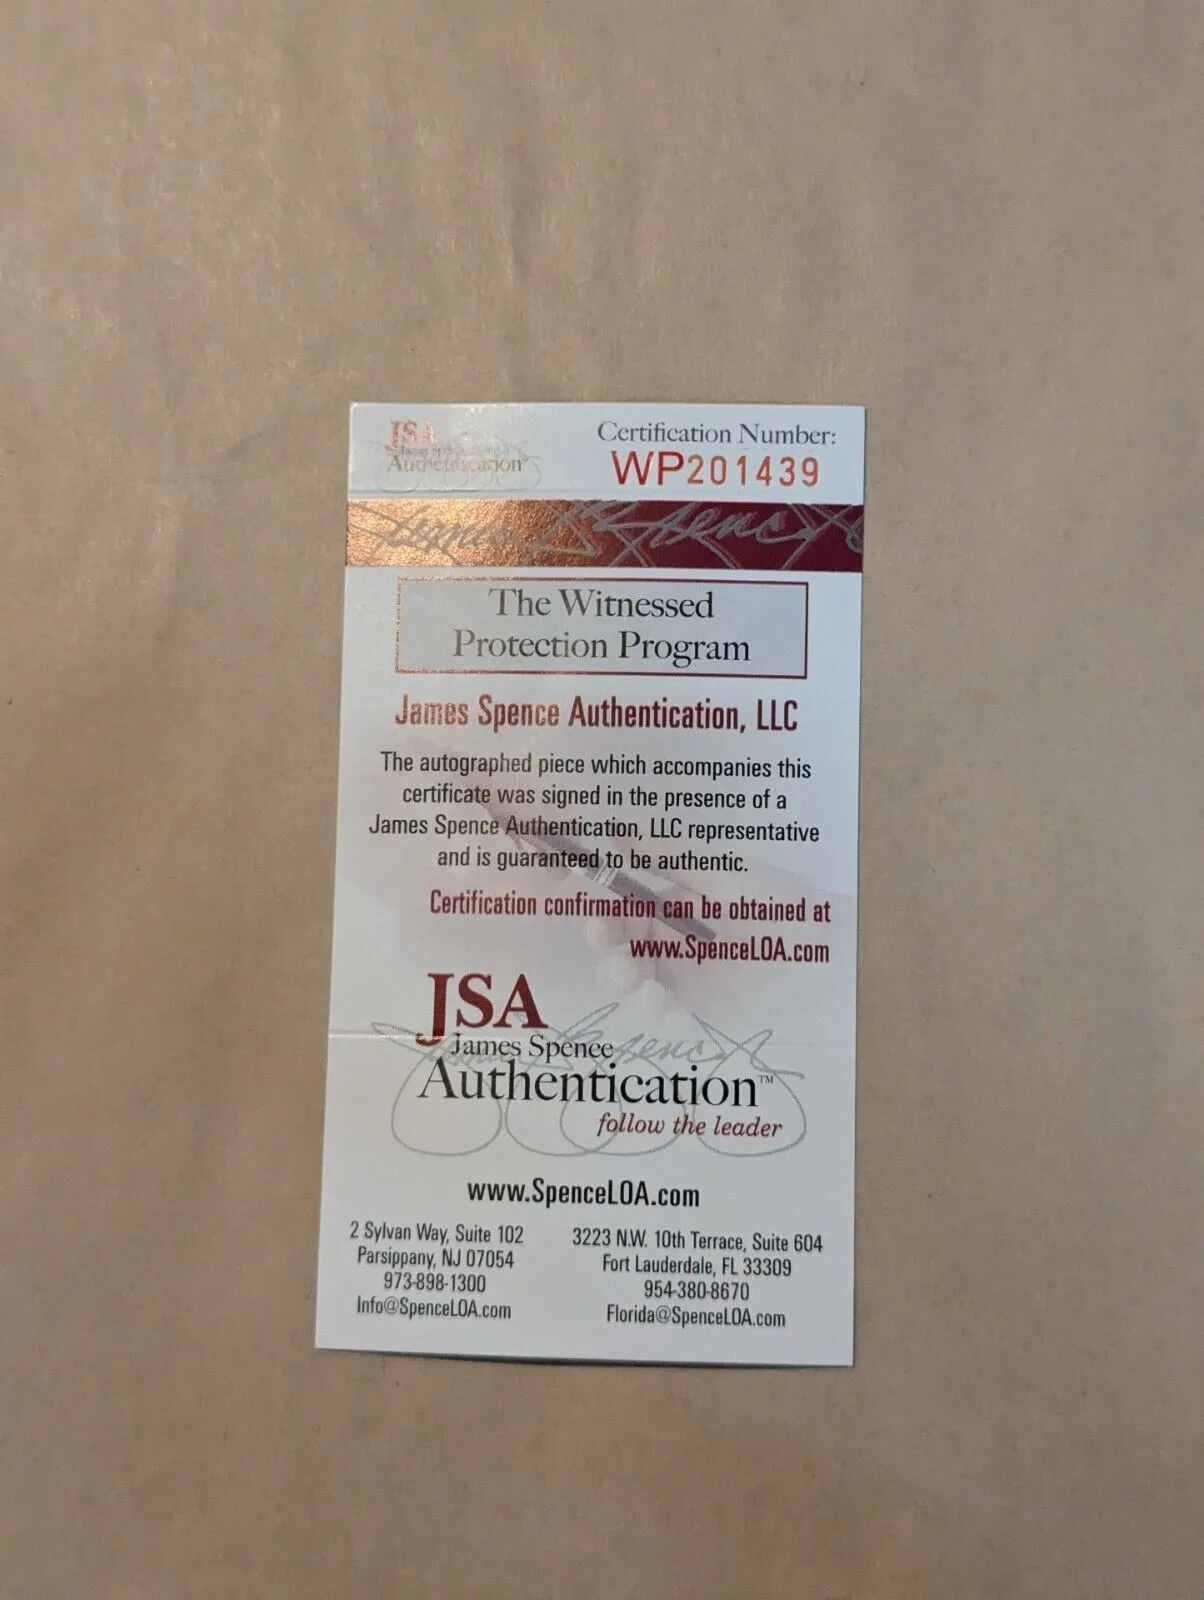 JSA
James Spence
Authentication
Certification Number:
WP201439
James Spence
The Witnessed
Protection Program
James Spence Authentication, LLC
The autographed piece which accompanies this
certificate was signed in the presence of a
James Spence Authentication, LLC representative
and is guaranteed to be authentic.
Certification confirmation can be obtained at
www.SpenceLOA.com
JSA
James Spence
Authentication™
follow the leader
www.SpenceLOA.com
2 Sylvan Way, Suite 102
Parsippany, NJ 07054
973-898-1300
Info@SpenceLOA.com
3223 N.W. 10th Terrace, Suite 604
Fort Lauderdale, FL 33309
954-380-8670
Florida@SpenceLOA.com